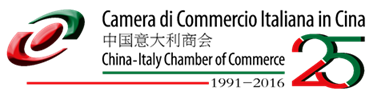 Camera di Commercio Italiana in Cina
中国意大利商会
China-Italy Chamber of Commerce
25
1991-2016